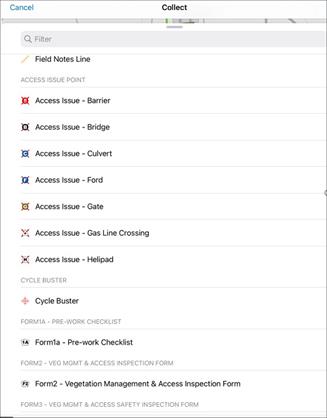 Cancel Collect
Filter
Field Notes Line
ACCESS ISSUE POINT
Access Issue - Barrier
Access Issue - Bridge
Access Issue - Culvert
Access Issue - Ford
Access Issue - Gate
Access Issue - Gas Line Crossing
Access Issue - Helipad
CYCLE BUSTER
Cycle Buster
FORM1A - PRE-WORK CHECKLIST
1A Form1a - Pre-work Checklist
FORM2 - VEG MGMT & ACCESS INSPECTION FORM
F2 Form2 - Vegetation Management & Access Inspection Form
FORM3 - VEG MGMT & ACCESS SAFETY INSPECTION FORM